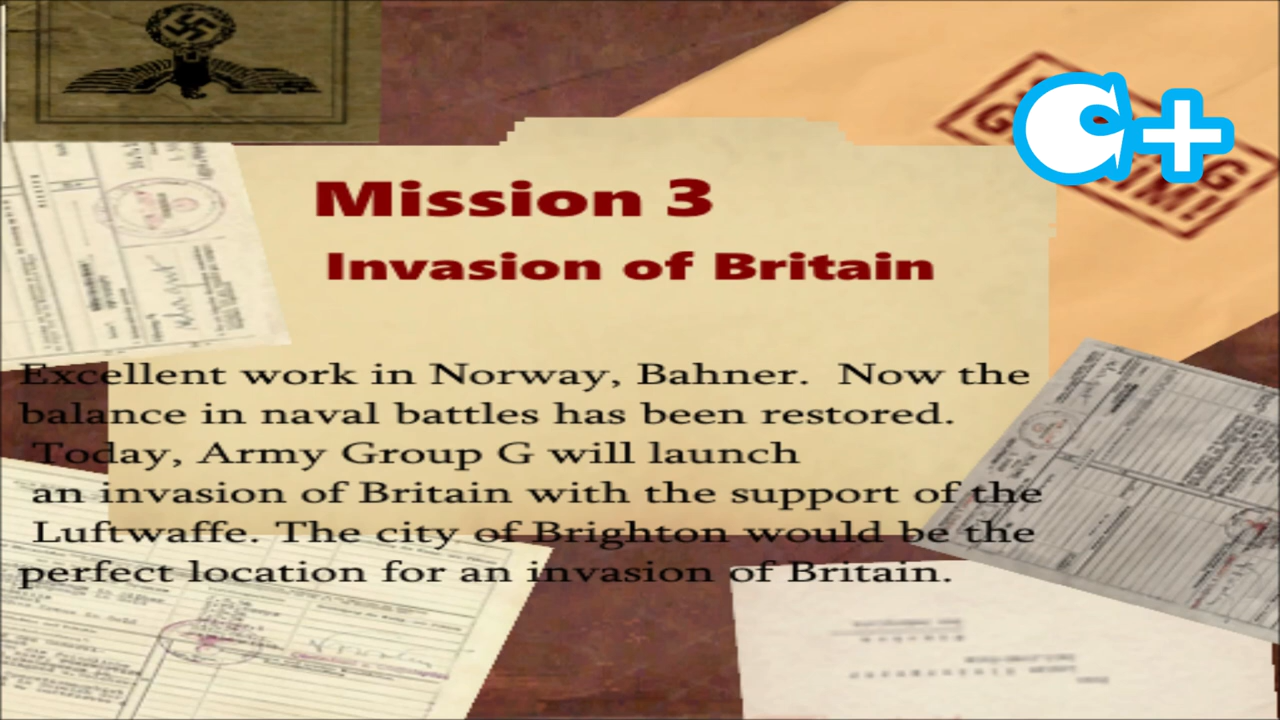 C+
Mission 3
Invasion of Britain
Excellent work in Norway, Bahner. Now the
balance in naval battles has been restored.
Today, Army Group G will launch
an invasion of Britain with the support of the
Luftwaffe. The city of Brighton would be the
perfect location for an invasion of Britain.